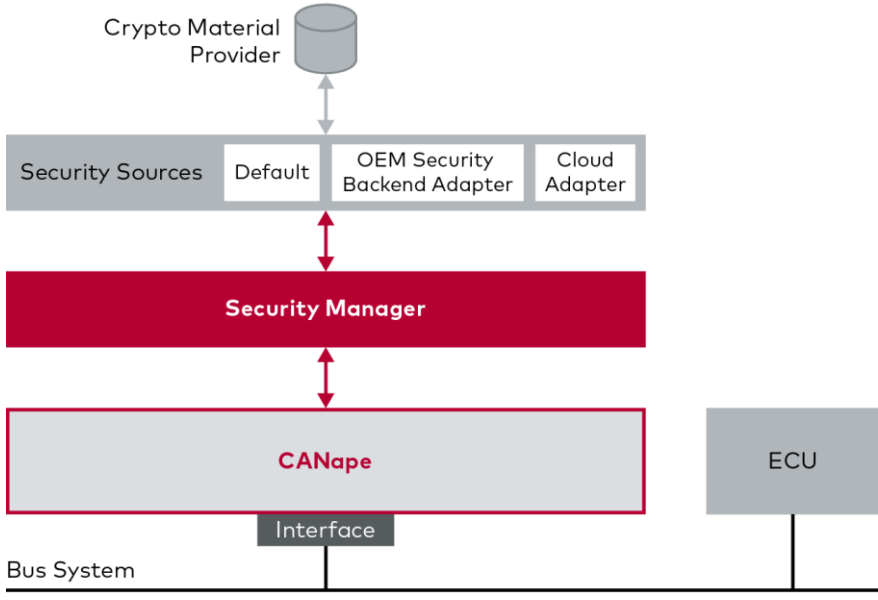 Crypto Material
Provider
Security Sources
Default
OEM Security
Backend Adapter
Cloud
Adapter
Security Manager
CANape
ECU
Interface
Bus System